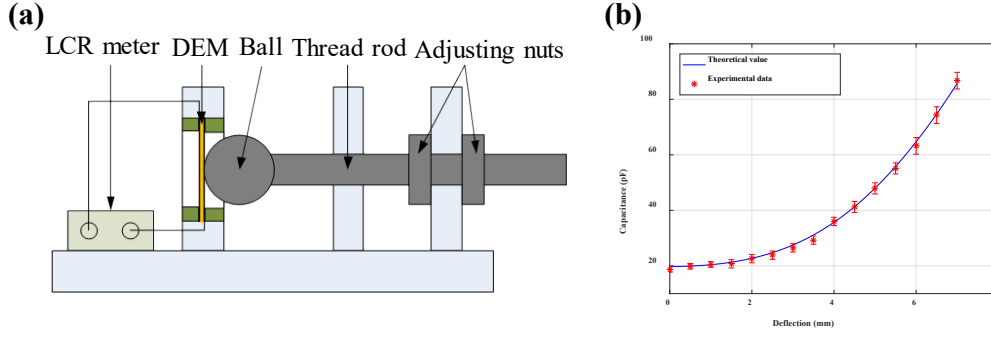 (a)
LCR meter DEM Ball Thread rod Adjusting nuts
(b)
100
80
60
40
20
0 2 4 6
Capacitance (pF)
Deflection (mm)
Theoretical value
Experimental data